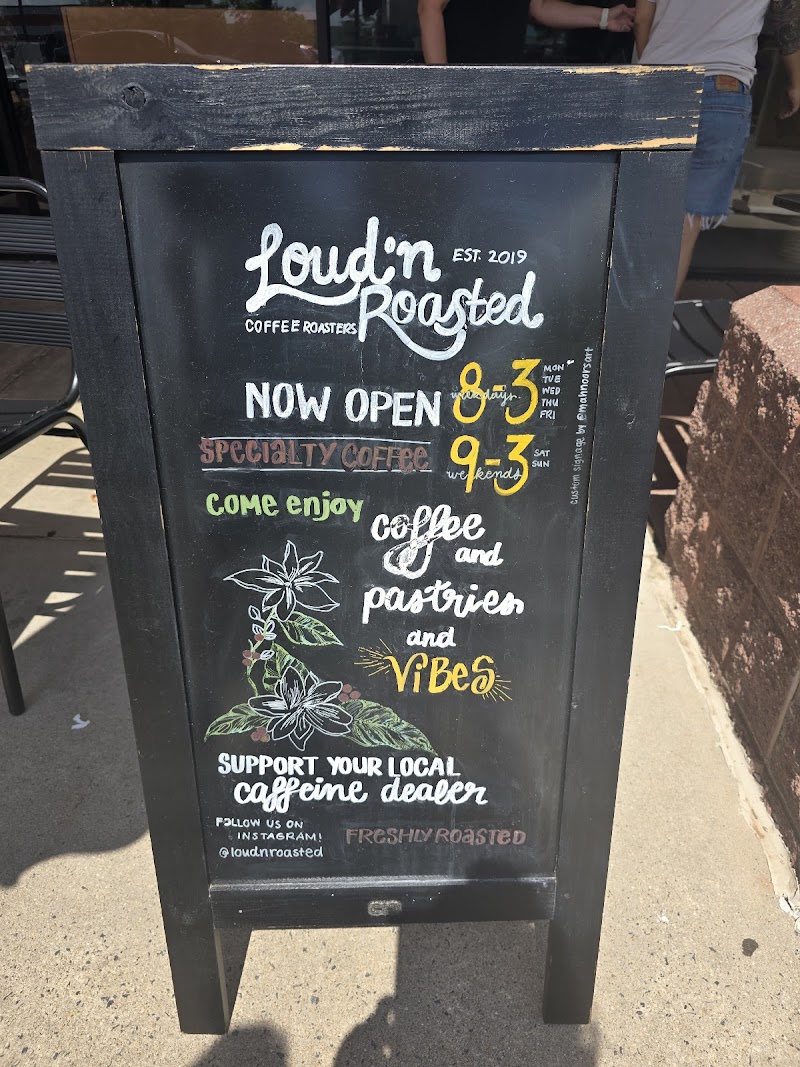 Loud'n
EST. 2019
Roasted
COFFEE ROASTERS
NOW OPEN
8-3
weekdays
MON
TUE
WED
THU
FRI
SPECIALTY COFFEE
9-3
weekends
SAT
SUN
custom signage by @mahnoorsart
COME enjoy
coffee
and
pastries
and
ViBeS
SUPPORT YOUR LOCAL
caffeine dealer
FOLLOW US ON
INSTAGRAM!
@loudnroasted
FRESHLY ROASTED